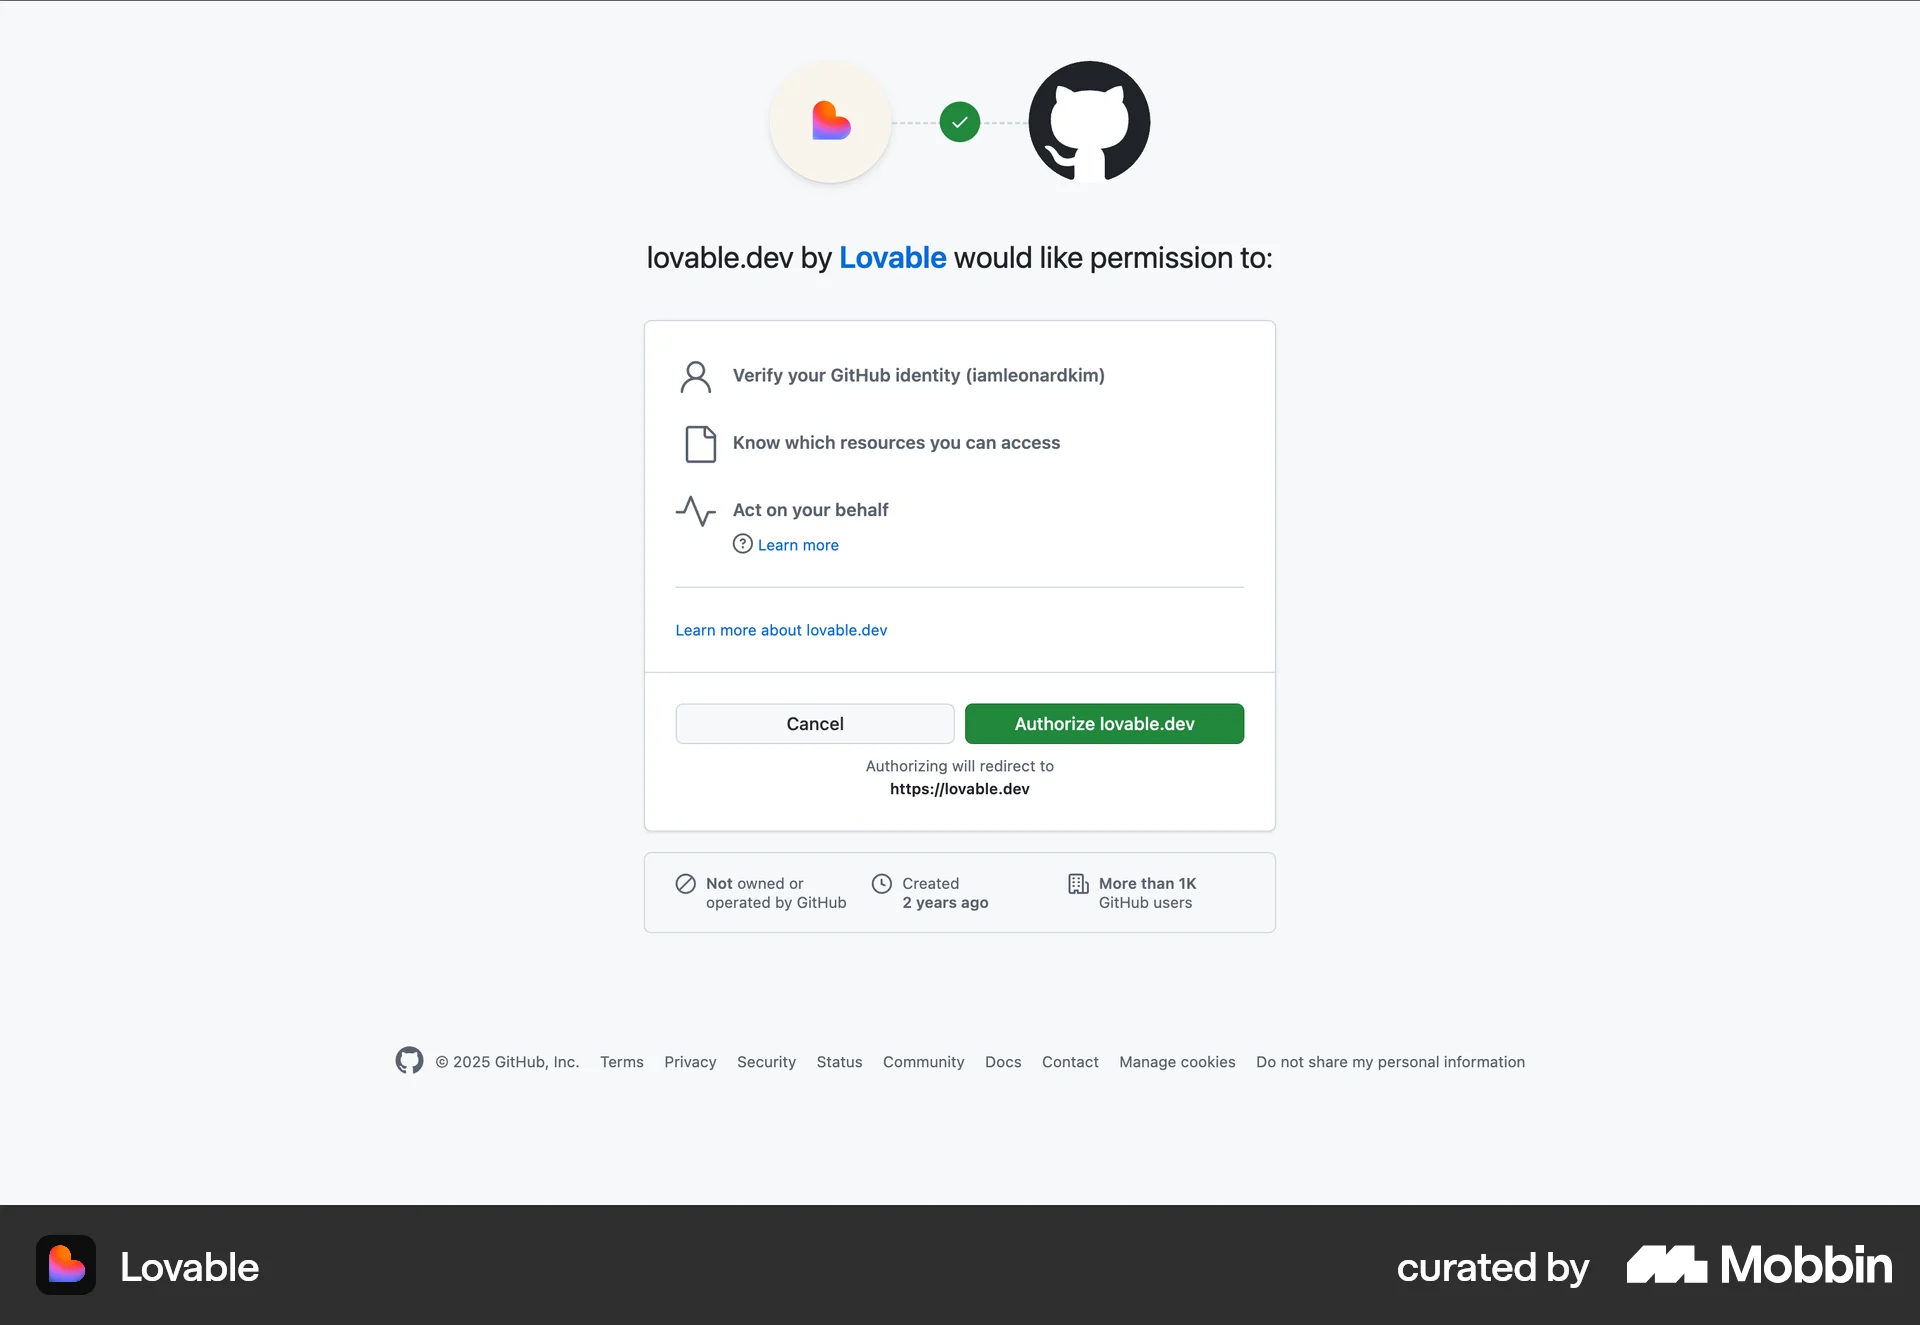 lovable.dev by Lovable would like permission to:
Verify your GitHub identity (iamleonardkim)
Know which resources you can access
Act on your behalf
Learn more
Learn more about lovable.dev
Cancel
Authorize lovable.dev
Authorizing will redirect to
https://lovable.dev
Not owned or
operated by GitHub
Created
2 years ago
More than 1K
GitHub users
© 2025 GitHub, Inc. Terms Privacy Security Status Community Docs Contact Manage cookies Do not share my personal information
Lovable
curated by Mobbin